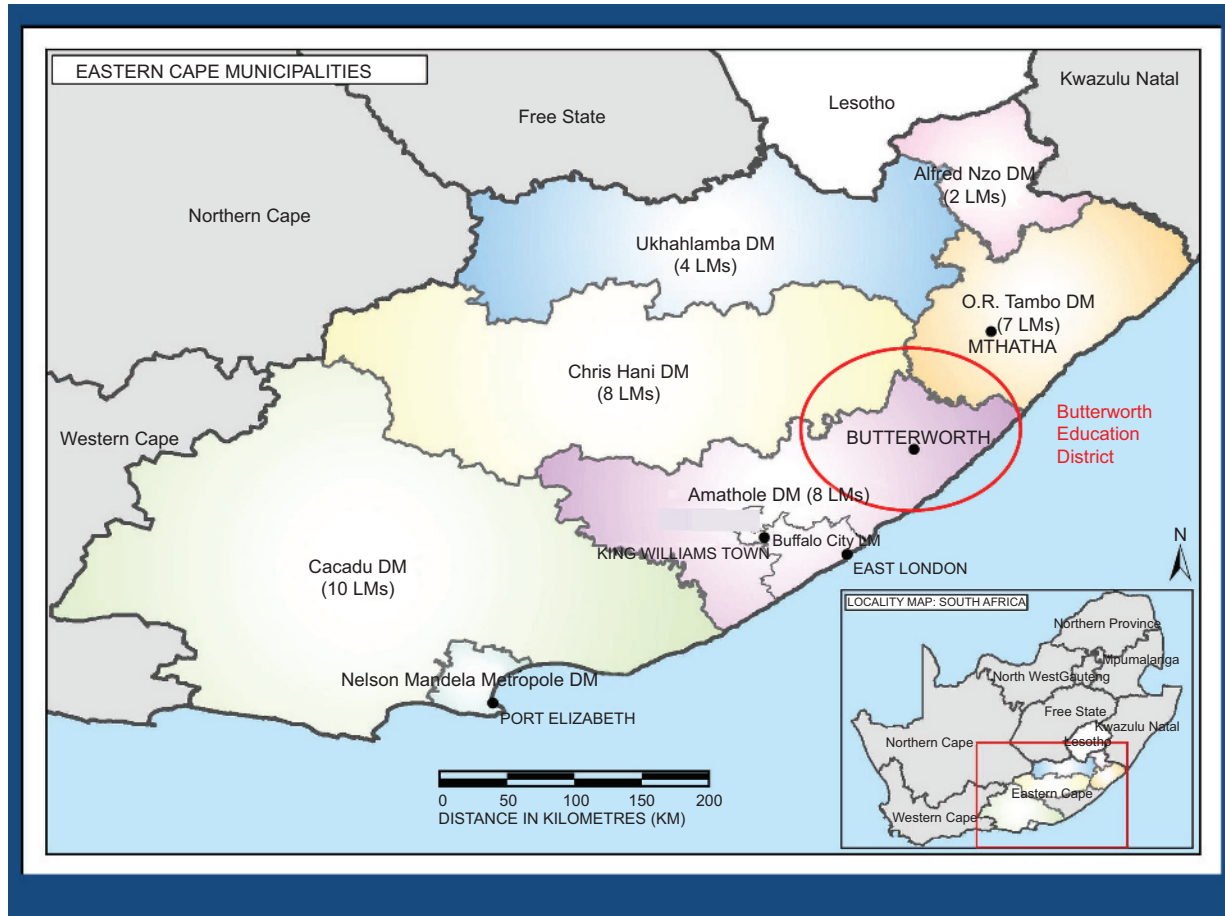 EASTERN CAPE MUNICIPALITIES
Kwazulu Natal
Lesotho
Free State
Alfred Nzo DM
(2 LMs)
Northern Cape
Ukhahlamba DM
(4 LMs)
O.R. Tambo DM
(7 LMs)
MTHATHA
Chris Hani DM
(8 LMs)
Western Cape
BUTTERWORTH
Butterworth
Education
District
Amathole DM (8 LMs)
Buffalo City LM
KING WILLIAMS TOWN
EAST LONDON
Cacadu DM
(10 LMs)
N
Nelson Mandela Metropole DM
PORT ELIZABETH
0 50 100 150 200
DISTANCE IN KILOMETRES (KM)
LOCALITY MAP: SOUTH AFRICA
Northern Province
Mpumalanga
North West
Gauteng
Free State
Kwazulu Natal
Lesotho
Northern Cape
Eastern Cape
Western Cape